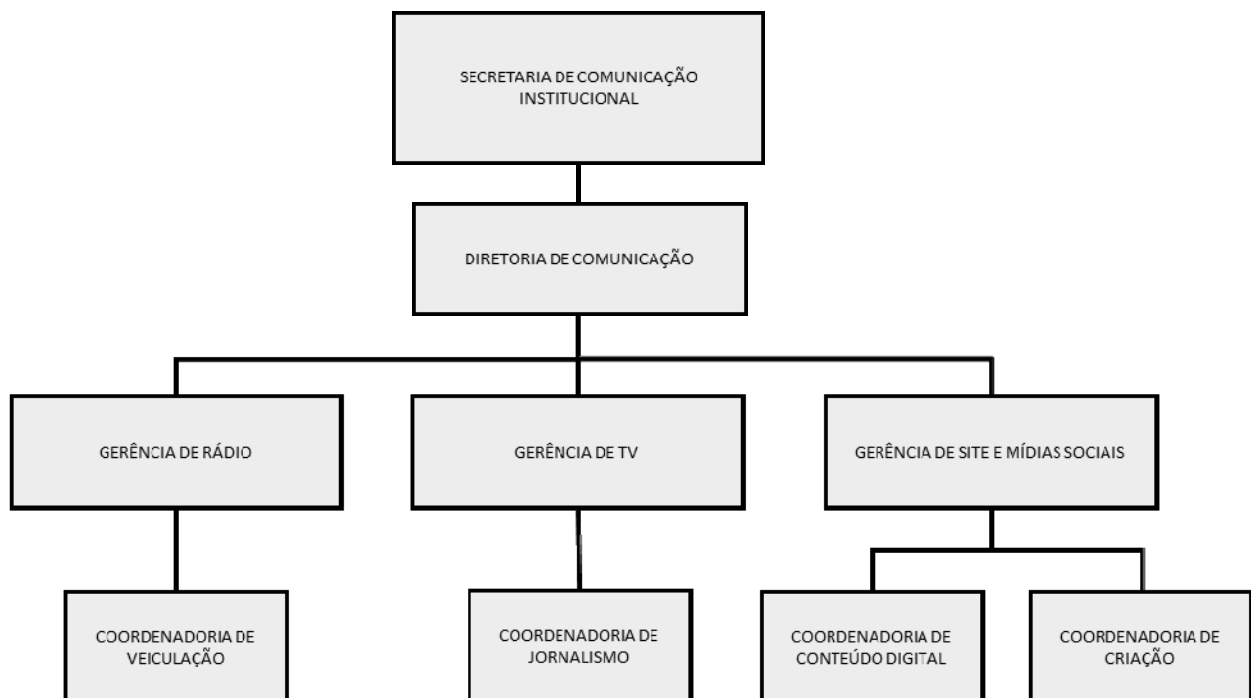 SECRETARIA DE COMUNICAÇÃO
INSTITUCIONAL
DIRETORIA DE COMUNICAÇÃO
GERÊNCIA DE RÁDIO
GERÊNCIA DE TV
GERÊNCIA DE SITE E MÍDIAS SOCIAIS
COORDENADORIA DE
VEICULAÇÃO
COORDENADORIA DE
JORNALISMO
COORDENADORIA DE
CONTEÚDO DIGITAL
COORDENADORIA DE
CRIAÇÃO